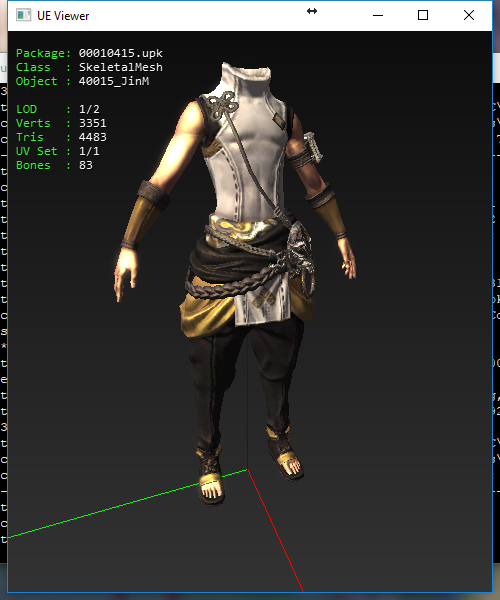 UE Viewer
Package: 00010415.upk
Class : SkeletalMesh
Object : 40015_JinM
LOD : 1/2
Verts : 3351
Tris : 4483
UV Set : 1/1
Bones : 83